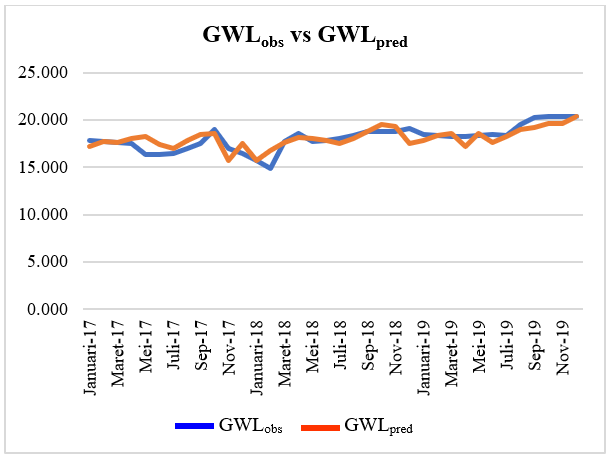 GWLobs vs GWLpred
25.000
20.000
15.000
10.000
5.000
0.000
Januari-17
Maret-17
Mei-17
Juli-17
Sep-17
Nov-17
Januari-18
Maret-18
Mei-18
Juli-18
Sep-18
Nov-18
Januari-19
Maret-19
Mei-19
Juli-19
Sep-19
Nov-19
GWLobs GWLpred